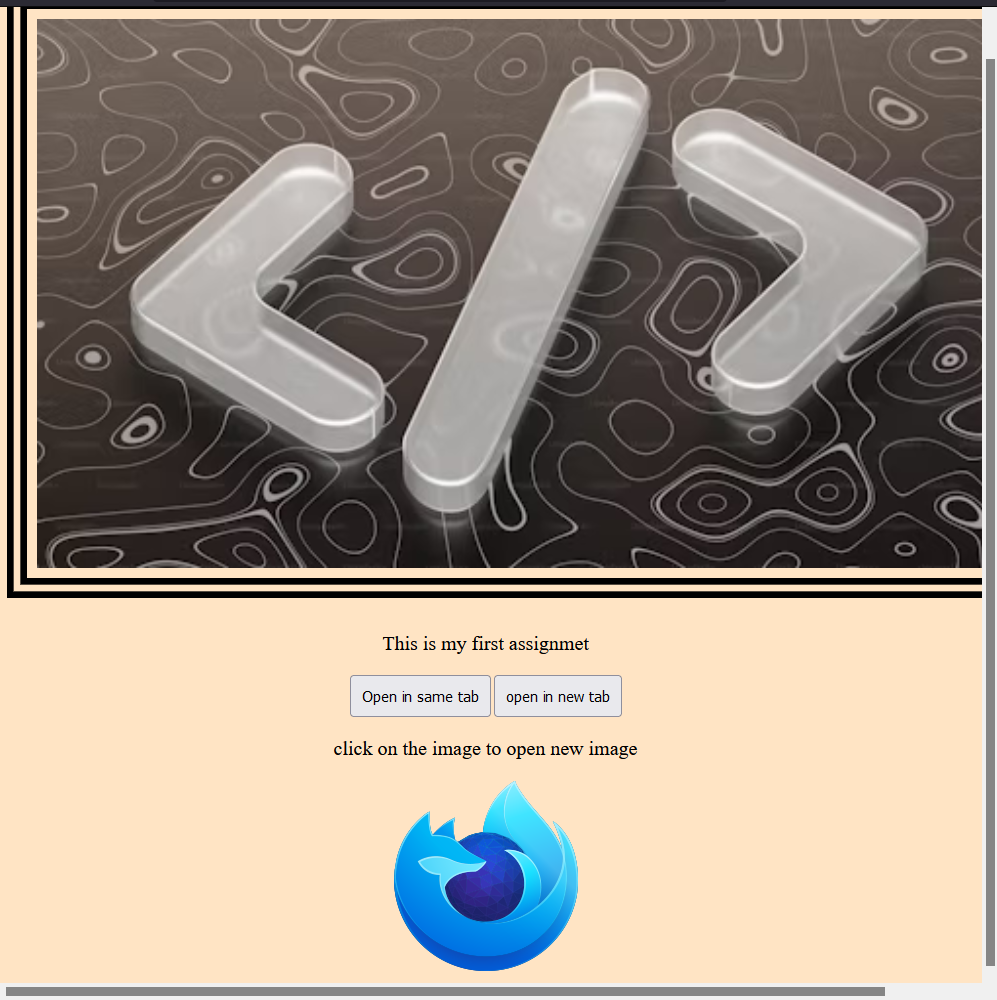 This is my first assignmet
Open in same tab open in new tab
click on the image to open new image